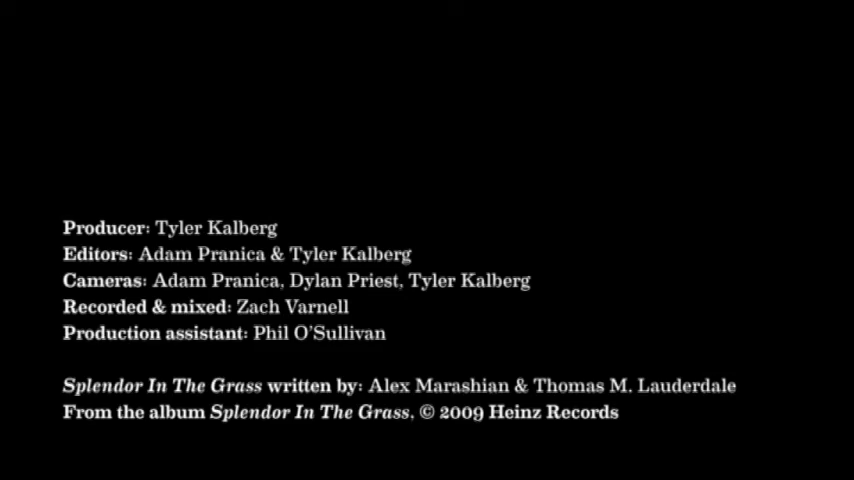 Producer: Tyler Kalberg
Editors: Adam Pranica & Tyler Kalberg
Cameras: Adam Pranica, Dylan Priest, Tyler Kalberg
Recorded & mixed: Zach Varnell
Production assistant: Phil O’Sullivan
Splendor In The Grass written by: Alex Marashian & Thomas M. Lauderdale
From the album Splendor In The Grass, © 2009 Heinz Records